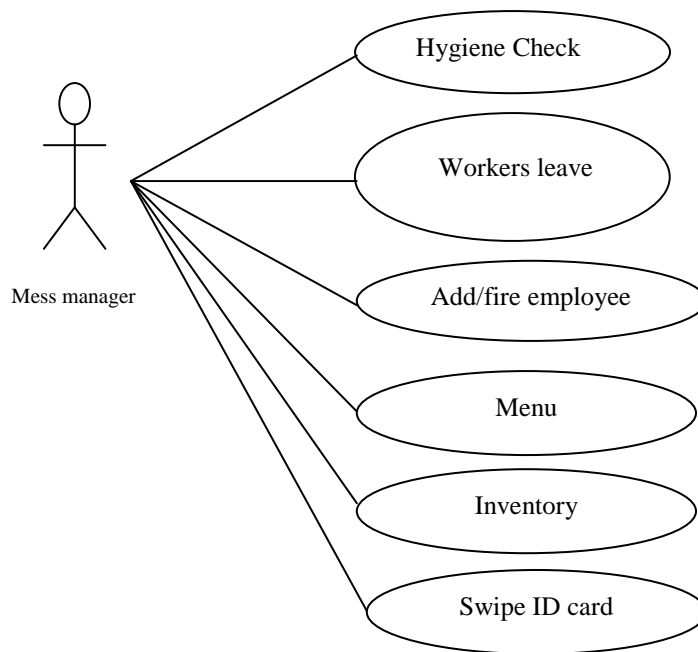 Hygiene Check
Workers leave
Mess manager
Add/fire employee
Menu
Inventory
Swipe ID card